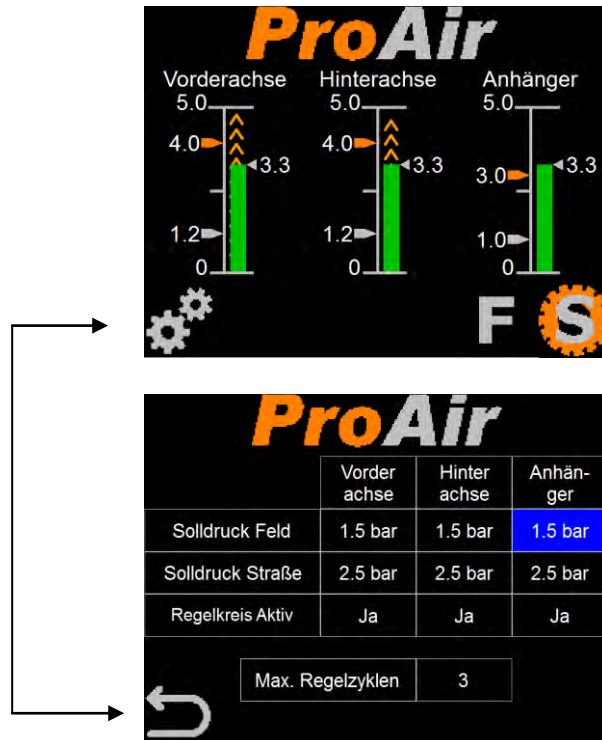 ProAir
Vorderachse Hinterachse Anhänger
5.0 5.0 5.0
4.0 4.0
3.3 3.3 3.3
3.0
1.2 1.2 1.0
0 0 0
F S
ProAir
Vorder Hinter Anhän-
achse achse ger
Solldruck Feld 1.5 bar 1.5 bar 1.5 bar
Solldruck Straße 2.5 bar 2.5 bar 2.5 bar
Regelkreis Aktiv Ja Ja Ja
Max. Regelzyklen 3